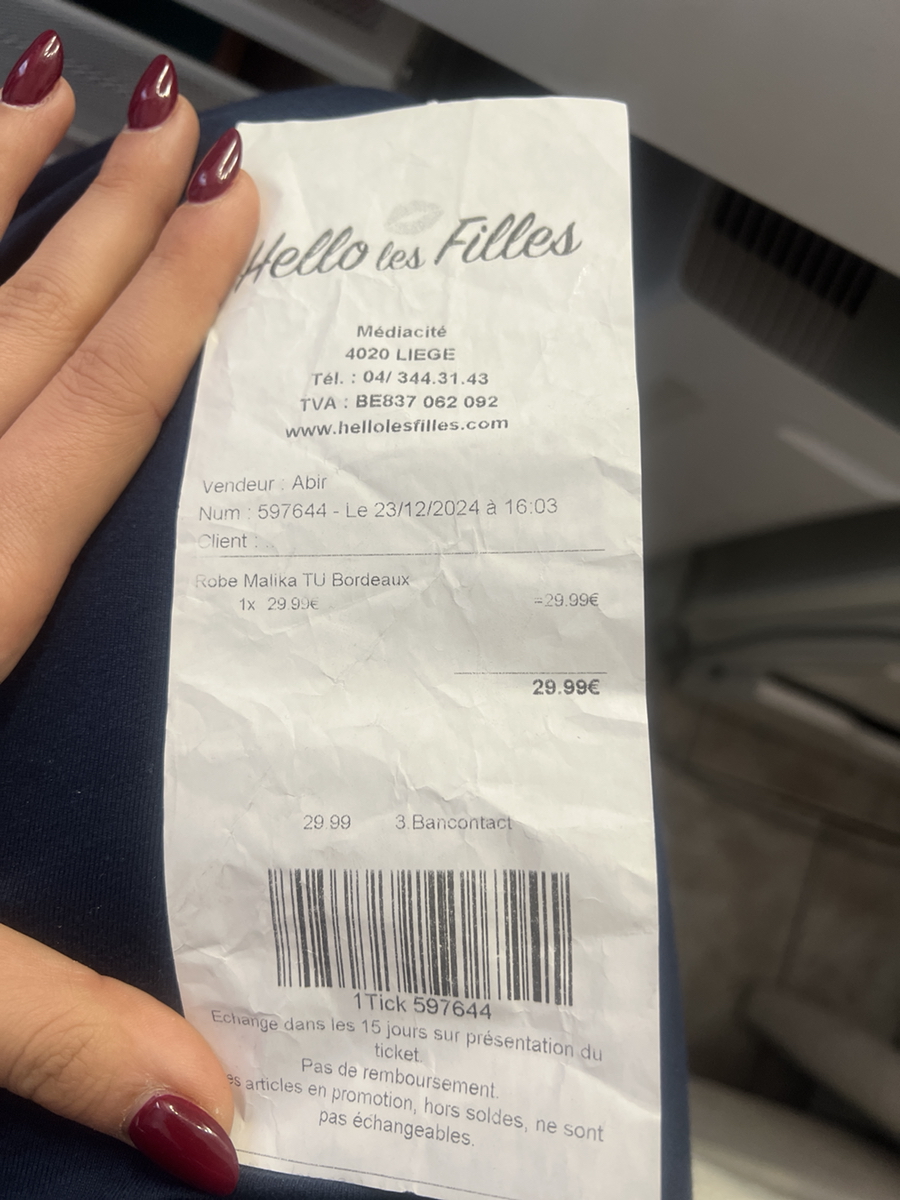 Hello les Filles
Médiacité
4020 LIEGE
Tél. : 04/ 344.31.43
TVA : BE837 062 092
www.hellolesfilles.com
Vendeur : Abir
Num : 597644 - Le 23/12/2024 à 16:03
Client : ..
Robe Malika TU Bordeaux
1x 29.99€ =29.99€
29.99€
29.99 3.Bancontact
1Tick 597644
Echange dans les 15 jours sur présentation du
ticket.
Pas de remboursement.
es articles en promotion, hors soldes, ne sont
pas échangeables.